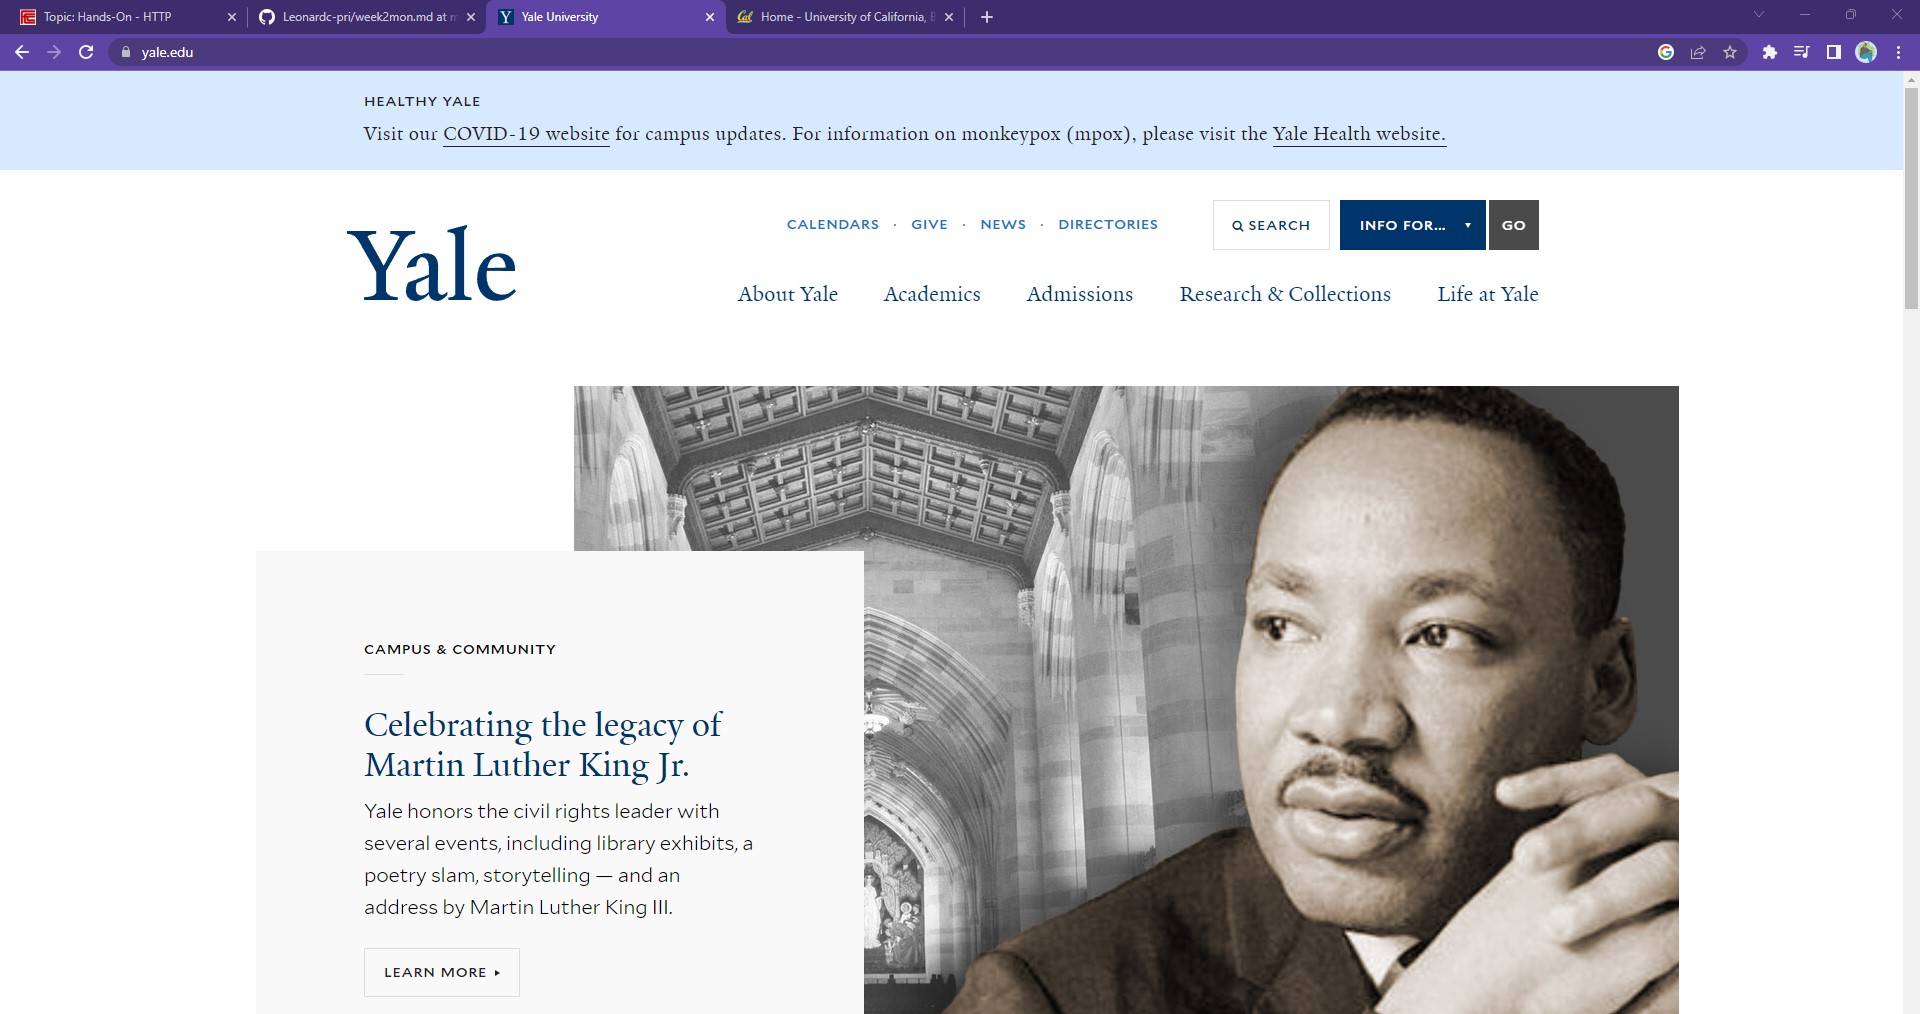 Topic: Hands-On - HTTP
Leonardc-pri/week2mon.md at
Yale University
Home - University of California,
yale.edu
HEALTHY YALE
Visit our COVID-19 website for campus updates. For information on monkeypox (mpox), please visit the Yale Health website.
Yale
CALENDARS · GIVE · NEWS · DIRECTORIES
SEARCH
INFO FOR...
GO
About Yale
Academics
Admissions
Research & Collections
Life at Yale
CAMPUS & COMMUNITY
Celebrating the legacy of
Martin Luther King Jr.
Yale honors the civil rights leader with
several events, including library exhibits, a
poetry slam, storytelling — and an
address by Martin Luther King III.
LEARN MORE